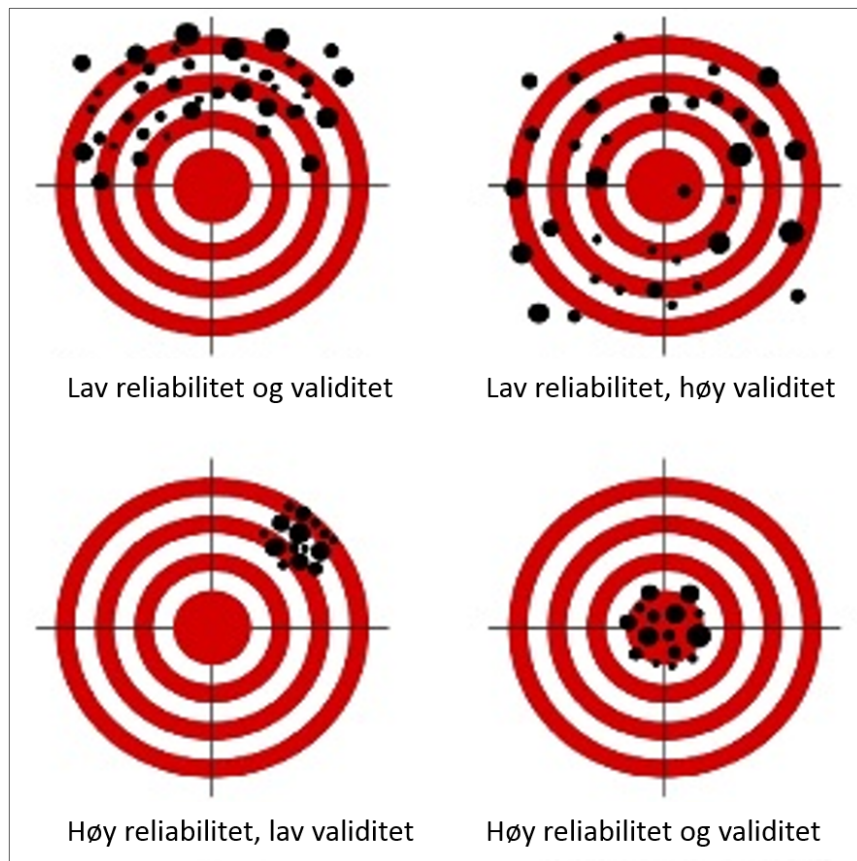 Lav reliabilitet og validitet
Lav reliabilitet, høy validitet
Høy reliabilitet, lav validitet
Høy reliabilitet og validitet